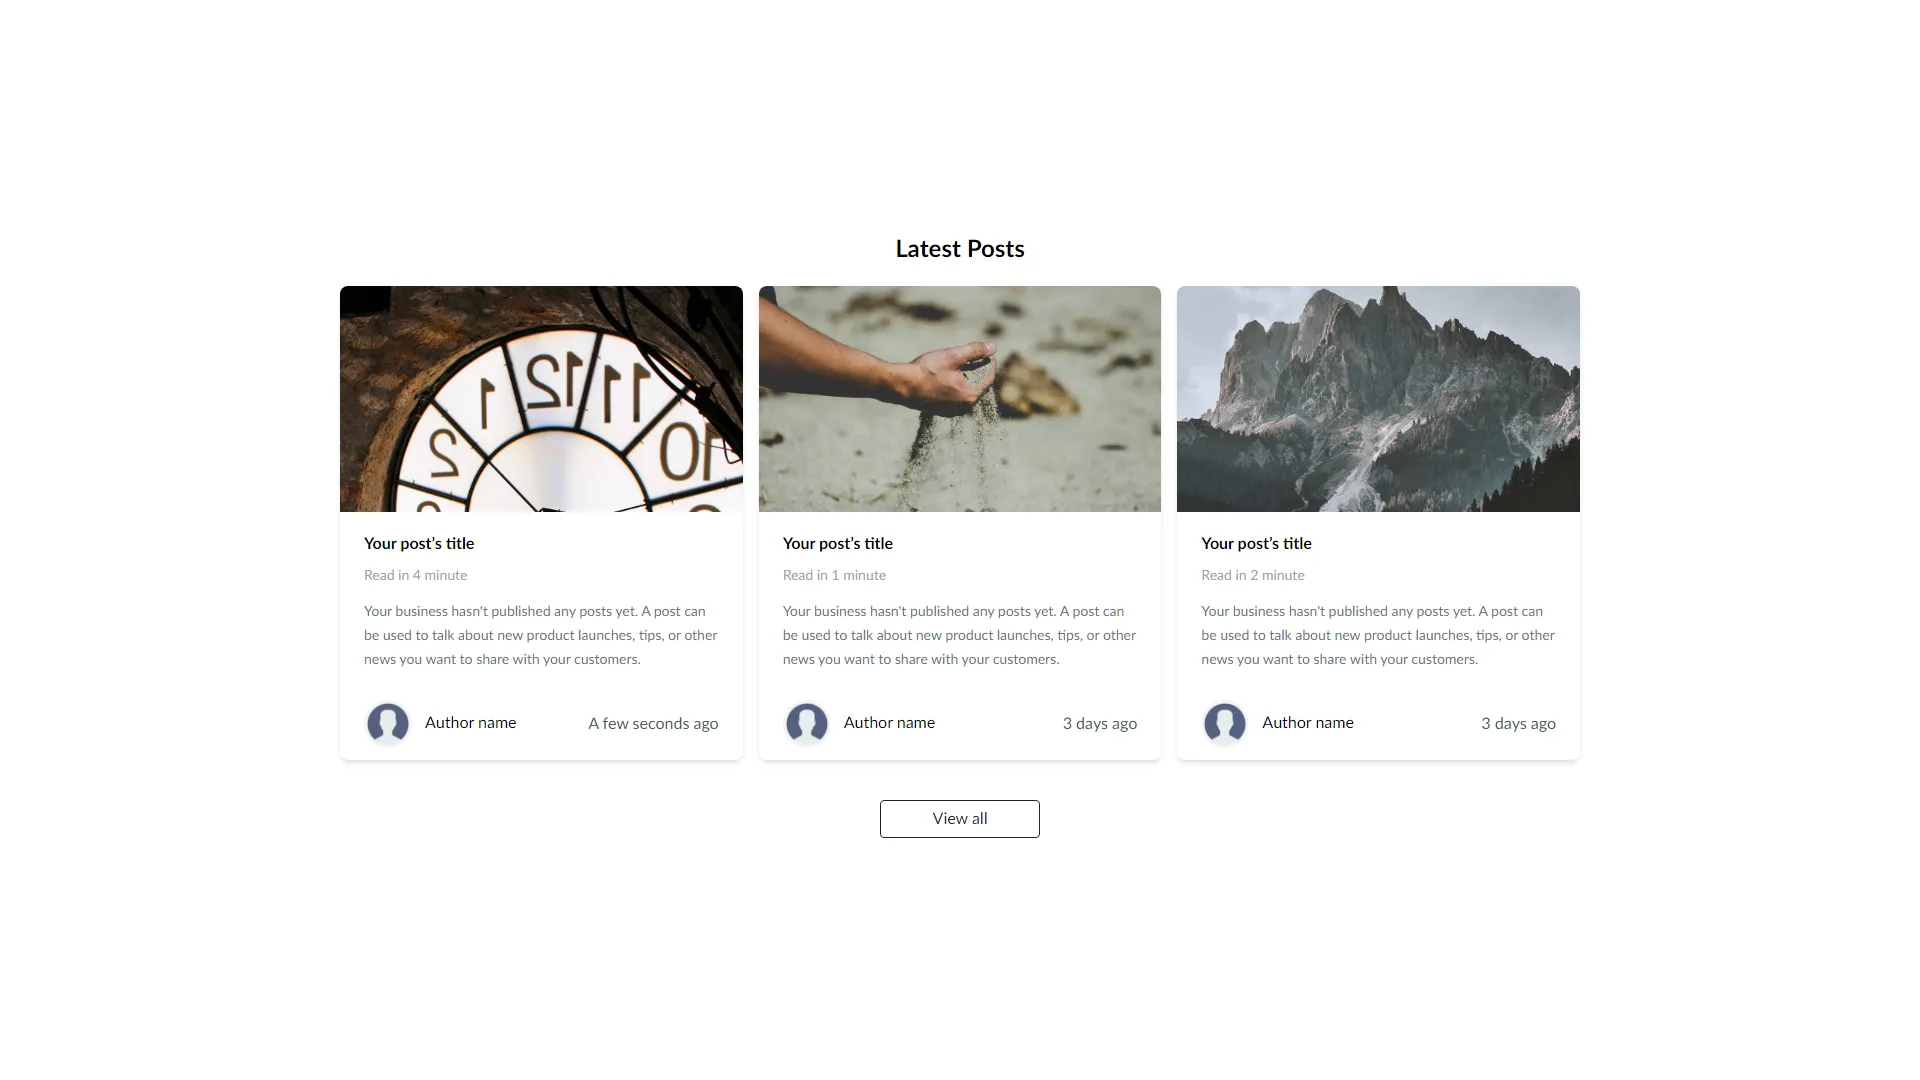 Latest Posts
1
12
11
10
2
Your post's title
Read in 4 minute
Your business hasn't published any posts yet. A post can
be used to talk about new product launches, tips, or other
news you want to share with your customers.
Author name
A few seconds ago
Your post's title
Read in 1 minute
Your business hasn't published any posts yet. A post can
be used to talk about new product launches, tips, or other
news you want to share with your customers.
Author name
3 days ago
Your post's title
Read in 2 minute
Your business hasn't published any posts yet. A post can
be used to talk about new product launches, tips, or other
news you want to share with your customers.
Author name
3 days ago
View all